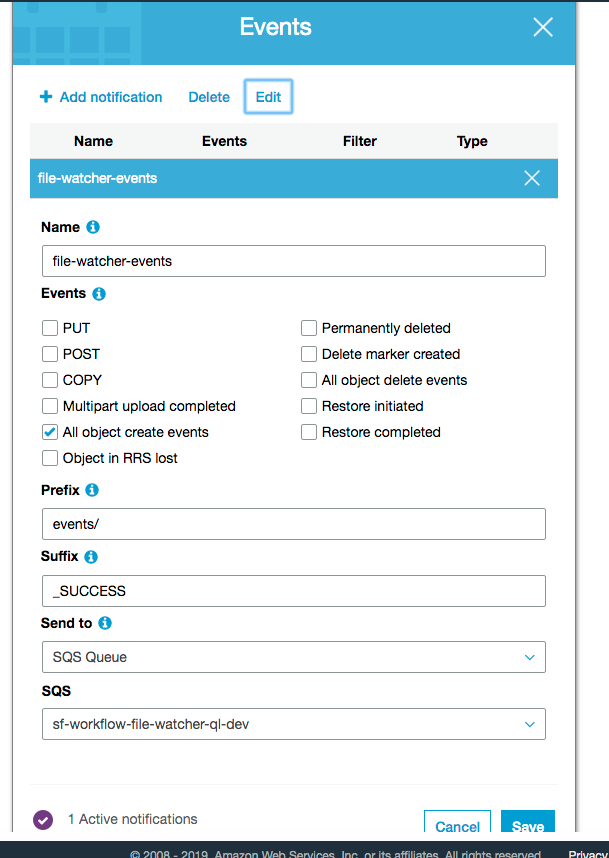 Events
Add notification Delete Edit
Name Events Filter Type
file-watcher-events
Name
file-watcher-events
Events
PUT Permanently deleted
POST Delete marker created
COPY All object delete events
Multipart upload completed Restore initiated
All object create events Restore completed
Object in RRS lost
Prefix
events/
Suffix
_SUCCESS
Send to
SQS Queue
SQS
sf-workflow-file-watcher-ql-dev
1 Active notifications Cancel Save
© 2008 - 2019, Amazon Web Services, Inc. or its affiliates. All rights reserved. Privacy